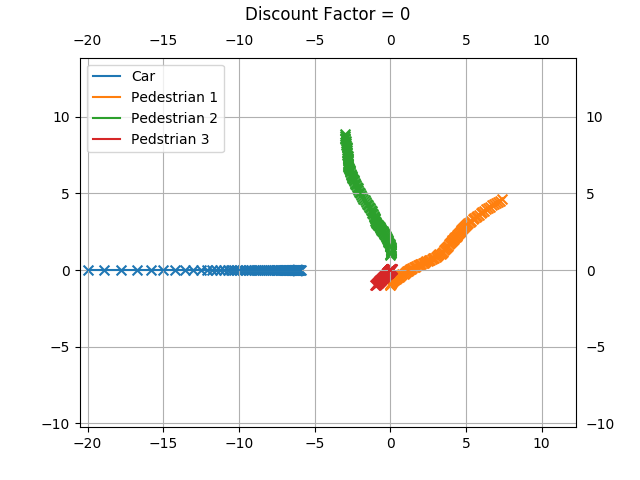 Discount Factor = 0
−20 −15 −10 −5 0 5 10
Car
Pedestrian 1
Pedestrian 2
Pedstrian 3
10 10
5 5
0 0
−5 −5
−10 −10
−20 −15 −10 −5 0 5 10